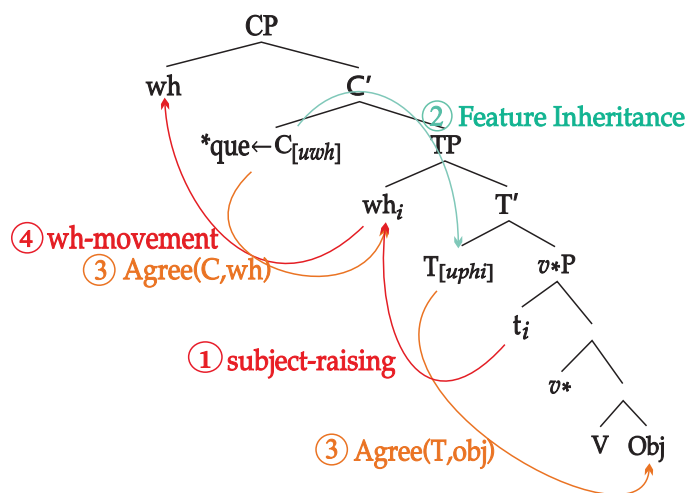 CP
wh C′
② Feature Inheritance
*que←C[uwh] TP
whi T′
④ wh-movement
③ Agree(C,wh)
T[uphi] v*P
ti
① subject-raising
v*
③ Agree(T,obj) V Obj